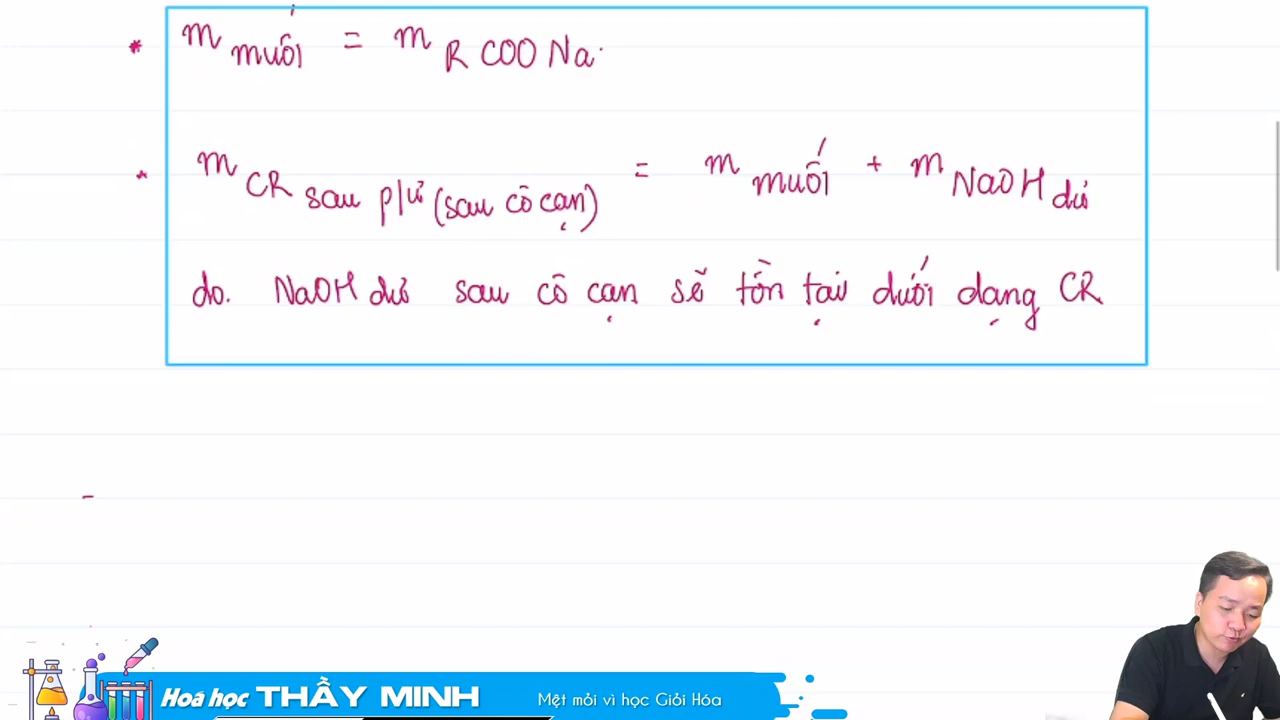 * m muối = m RCOONa.
* m CR sau p/ư (sau cô cạn) = m muối + m NaOH dư
do. NaOH dư sau cô cạn sẽ tồn tại dưới dạng CR
-
Hoá học THẦY MINH Mệt mỏi vì học Giỏi Hóa